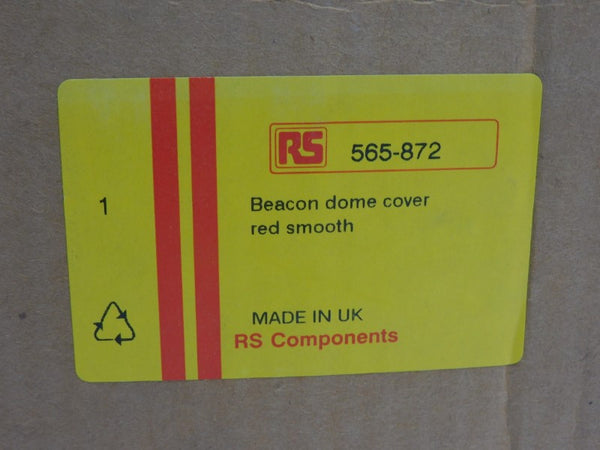 RS 565-872
1
Beacon dome cover
red smooth
MADE IN UK
RS Components